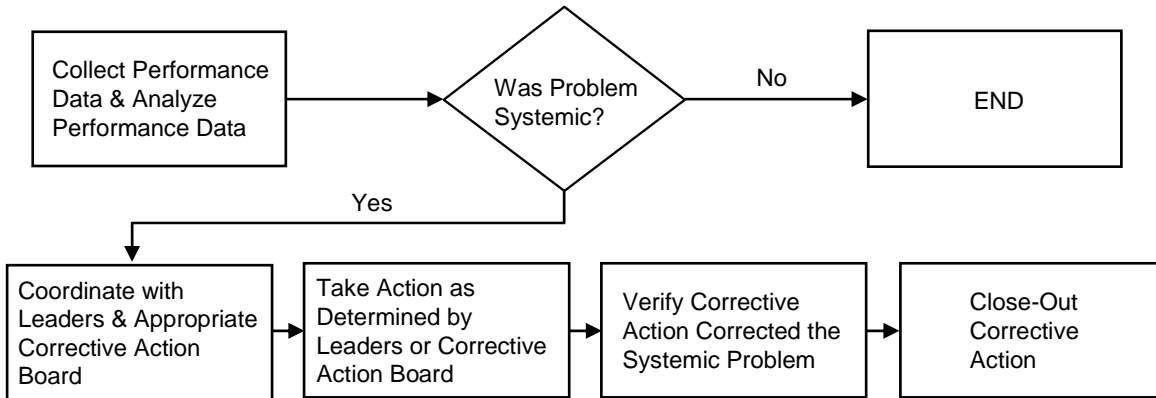 Collect Performance
Data & Analyze
Performance Data
Was Problem
Systemic?
No
END
Yes
Coordinate with
Leaders & Appropriate
Corrective Action
Board
Take Action as
Determined by
Leaders or Corrective
Action Board
Verify Corrective
Action Corrected the
Systemic Problem
Close-Out
Corrective
Action